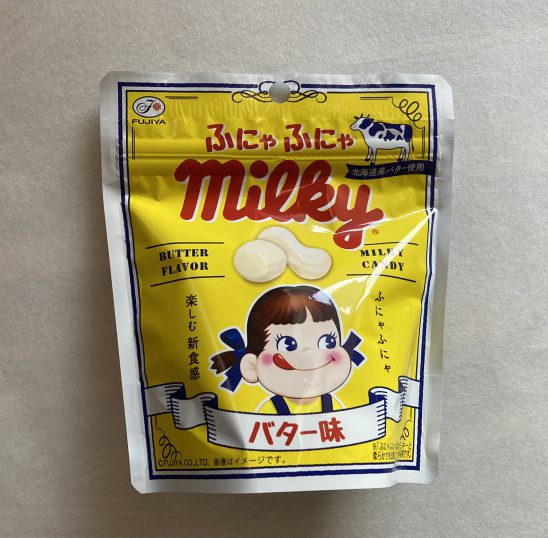 FUJIYA
ふにゃふにゃ
milky®
北海道産バター使用
BUTTER
FLAVOR
MILKY
CANDY
楽しむ 新食感
ふにゃふにゃ
バター味
©FUJIYA CO.,LTD. 画像はイメージです。